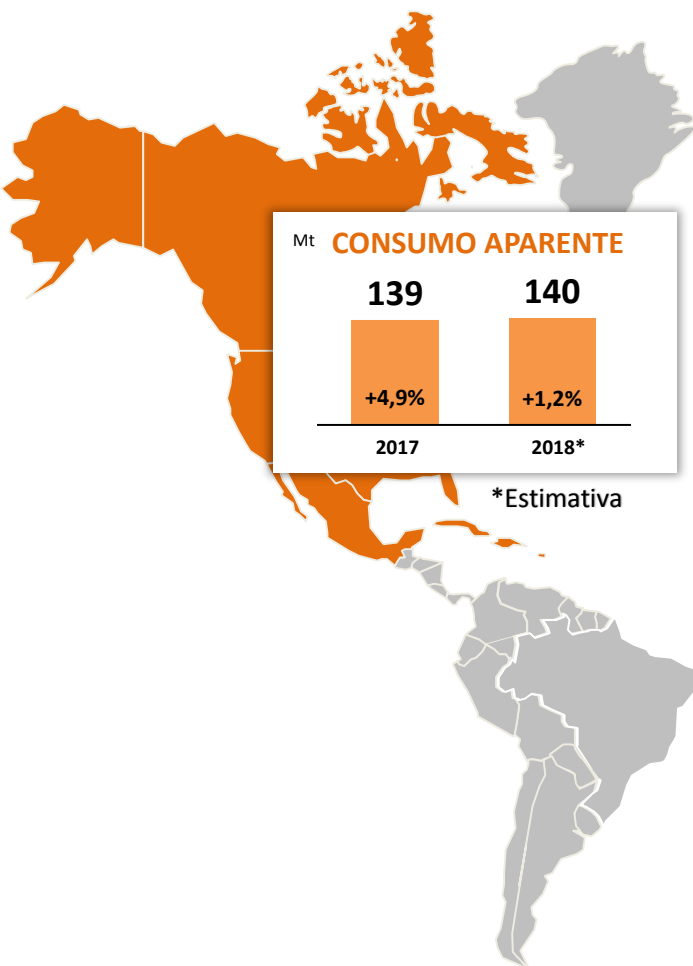 Mt CONSUMO APARENTE
139 140
+4,9% +1,2%
2017 2018*
*Estimativa